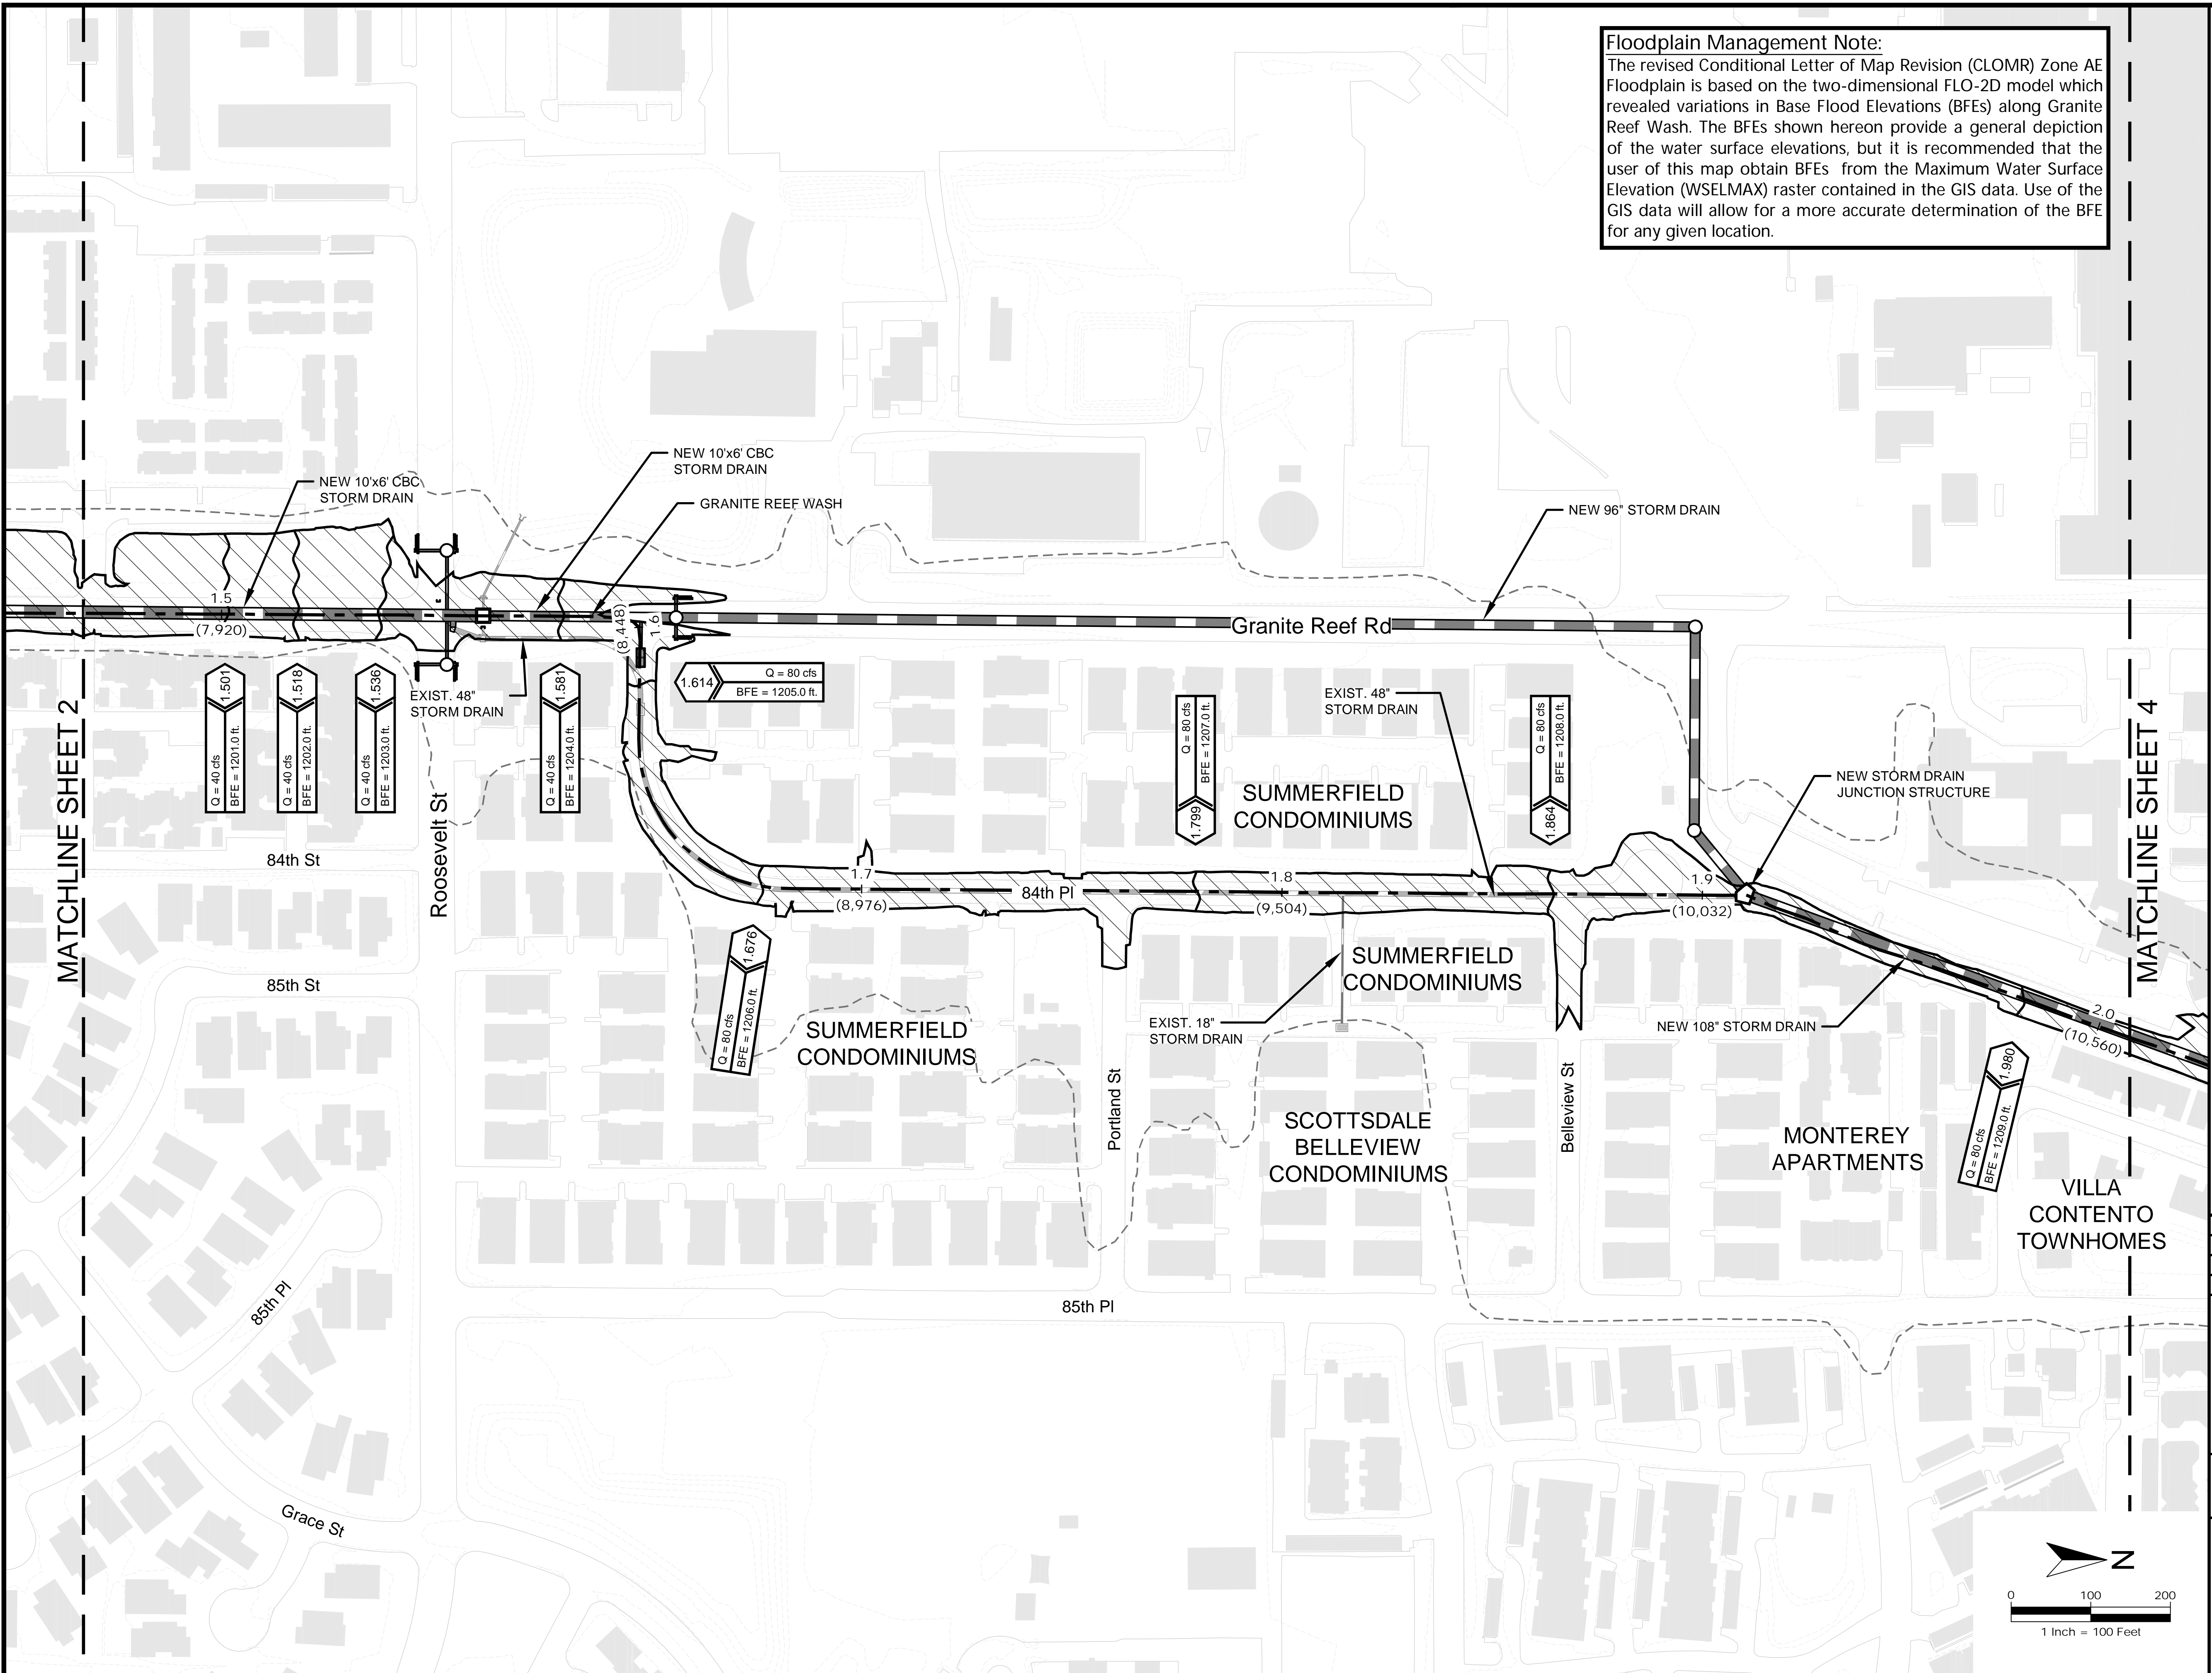 Floodplain Management Note:
The revised Conditional Letter of Map Revision (CLOMR) Zone AE
Floodplain is based on the two-dimensional FLO-2D model which
revealed variations in Base Flood Elevations (BFEs) along Granite
Reef Wash. The BFEs shown hereon provide a general depiction
of the water surface elevations, but it is recommended that the
user of this map obtain BFEs from the Maximum Water Surface
Elevation (WSELMAX) raster contained in the GIS data. Use of the
GIS data will allow for a more accurate determination of the BFE
for any given location.
NEW 10'x6' CBC
STORM DRAIN
NEW 10'x6' CBC
STORM DRAIN
GRANITE REEF WASH
NEW 96" STORM DRAIN
1.5
(7,920)
(8,448)
1.6
Granite Reef Rd
MATCHLINE SHEET 2
1.501
Q = 40 cfs
BFE = 1201.0 ft.
1.518
Q = 40 cfs
BFE = 1202.0 ft.
1.536
Q = 40 cfs
BFE = 1203.0 ft.
EXIST. 48"
STORM DRAIN
1.581
Q = 40 cfs
BFE = 1204.0 ft.
1.614
Q = 80 cfs
BFE = 1205.0 ft.
EXIST. 48"
STORM DRAIN
1.799
Q = 80 cfs
BFE = 1207.0 ft.
SUMMERFIELD
CONDOMINIUMS
1.864
Q = 80 cfs
BFE = 1208.0 ft.
NEW STORM DRAIN
JUNCTION STRUCTURE
MATCHLINE SHEET 4
84th St
Roosevelt St
1.7
(8,976)
84th Pl
1.8
(9,504)
1.9
(10,032)
85th St
1.676
Q = 80 cfs
BFE = 1206.0 ft.
SUMMERFIELD
CONDOMINIUMS
SUMMERFIELD
CONDOMINIUMS
EXIST. 18"
STORM DRAIN
NEW 108" STORM DRAIN
2.0
(10,560)
Portland St
Belleview St
1.980
Q = 80 cfs
BFE = 1209.0 ft.
SCOTTSDALE
BELLEVIEW
CONDOMINIUMS
MONTEREY
APARTMENTS
VILLA
CONTENTO
TOWNHOMES
85th Pl
85th Pl
Grace St
N
0 100 200
1 Inch = 100 Feet